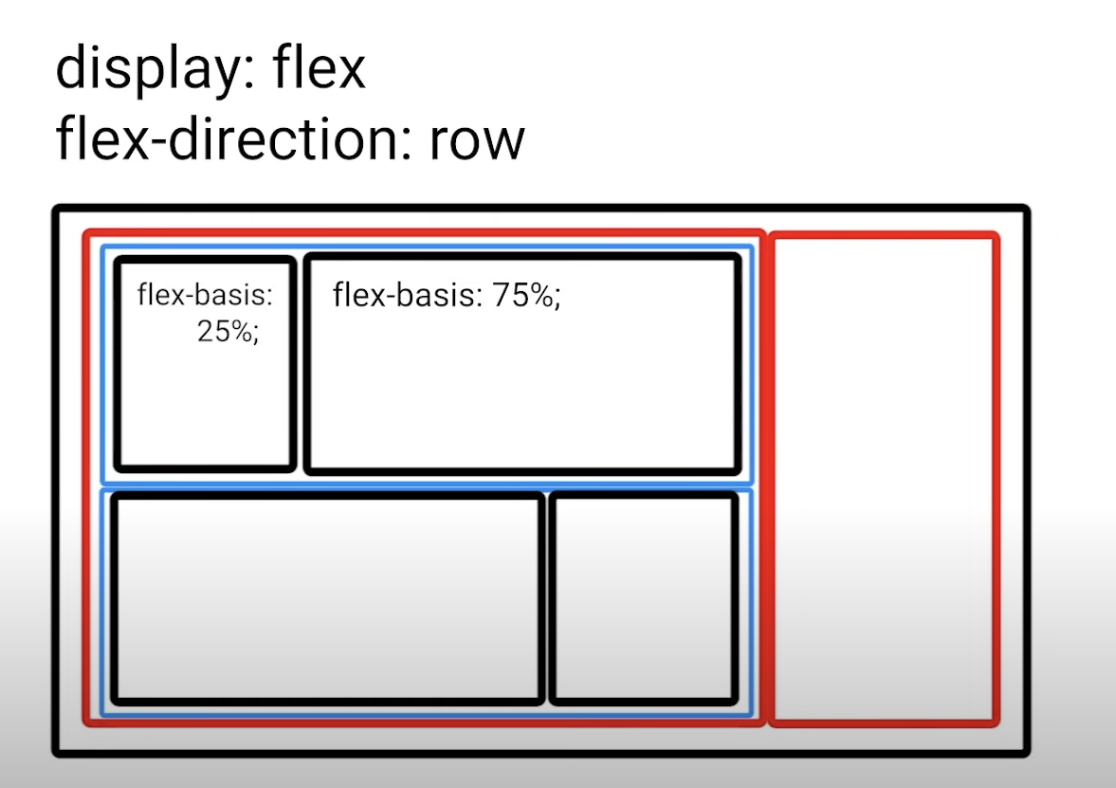 display: flex
flex-direction: row
flex-basis:
25%;
flex-basis: 75%;